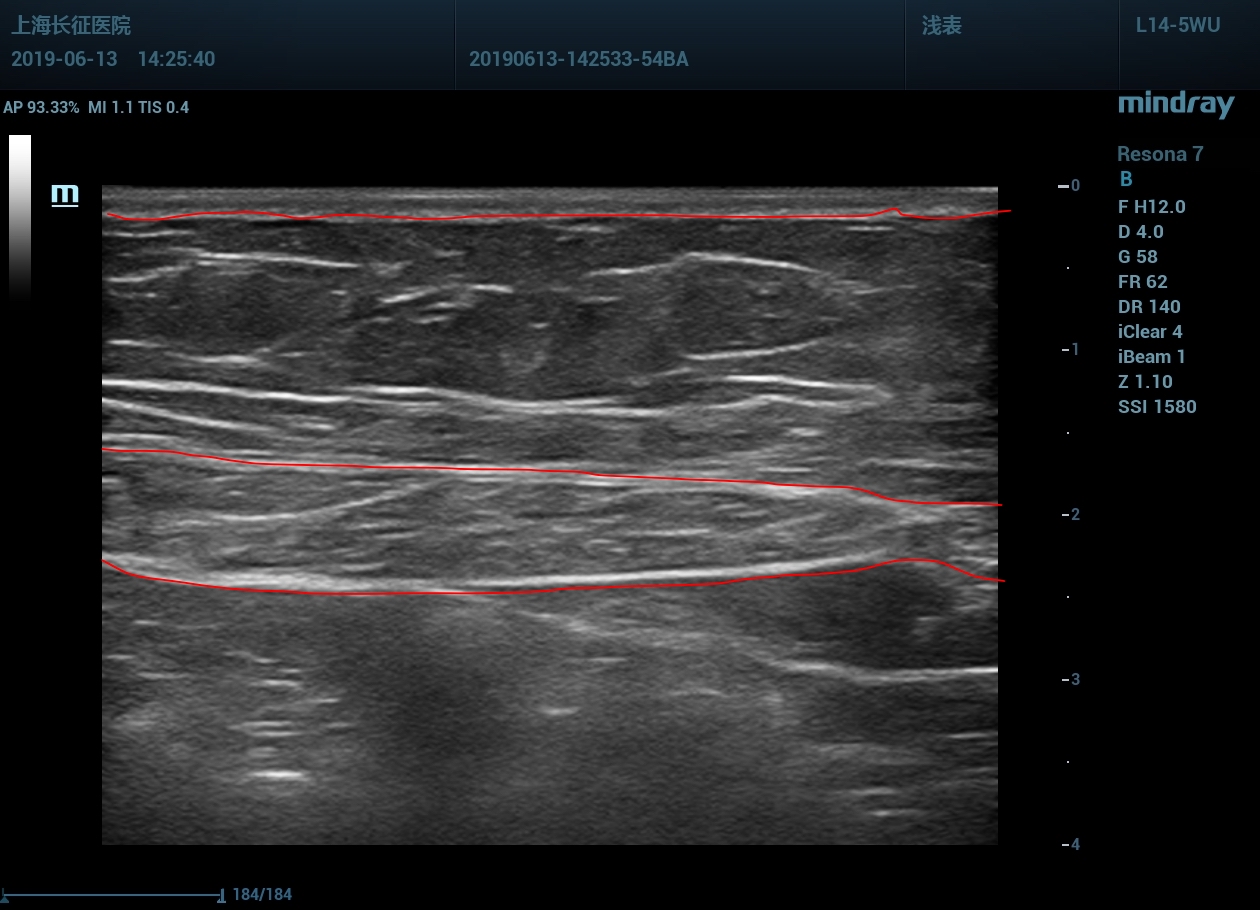 上海长征医院
2019-06-13 14:25:40
20190613-142533-54BA
浅表
L14-5WU
AP 93.33% MI 1.1 TIS 0.4
mindray
m
Resona 7
B
F H12.0
D 4.0
G 58
FR 62
DR 140
iClear 4
iBeam 1
Z 1.10
SSI 1580
0
1
2
3
4
184/184